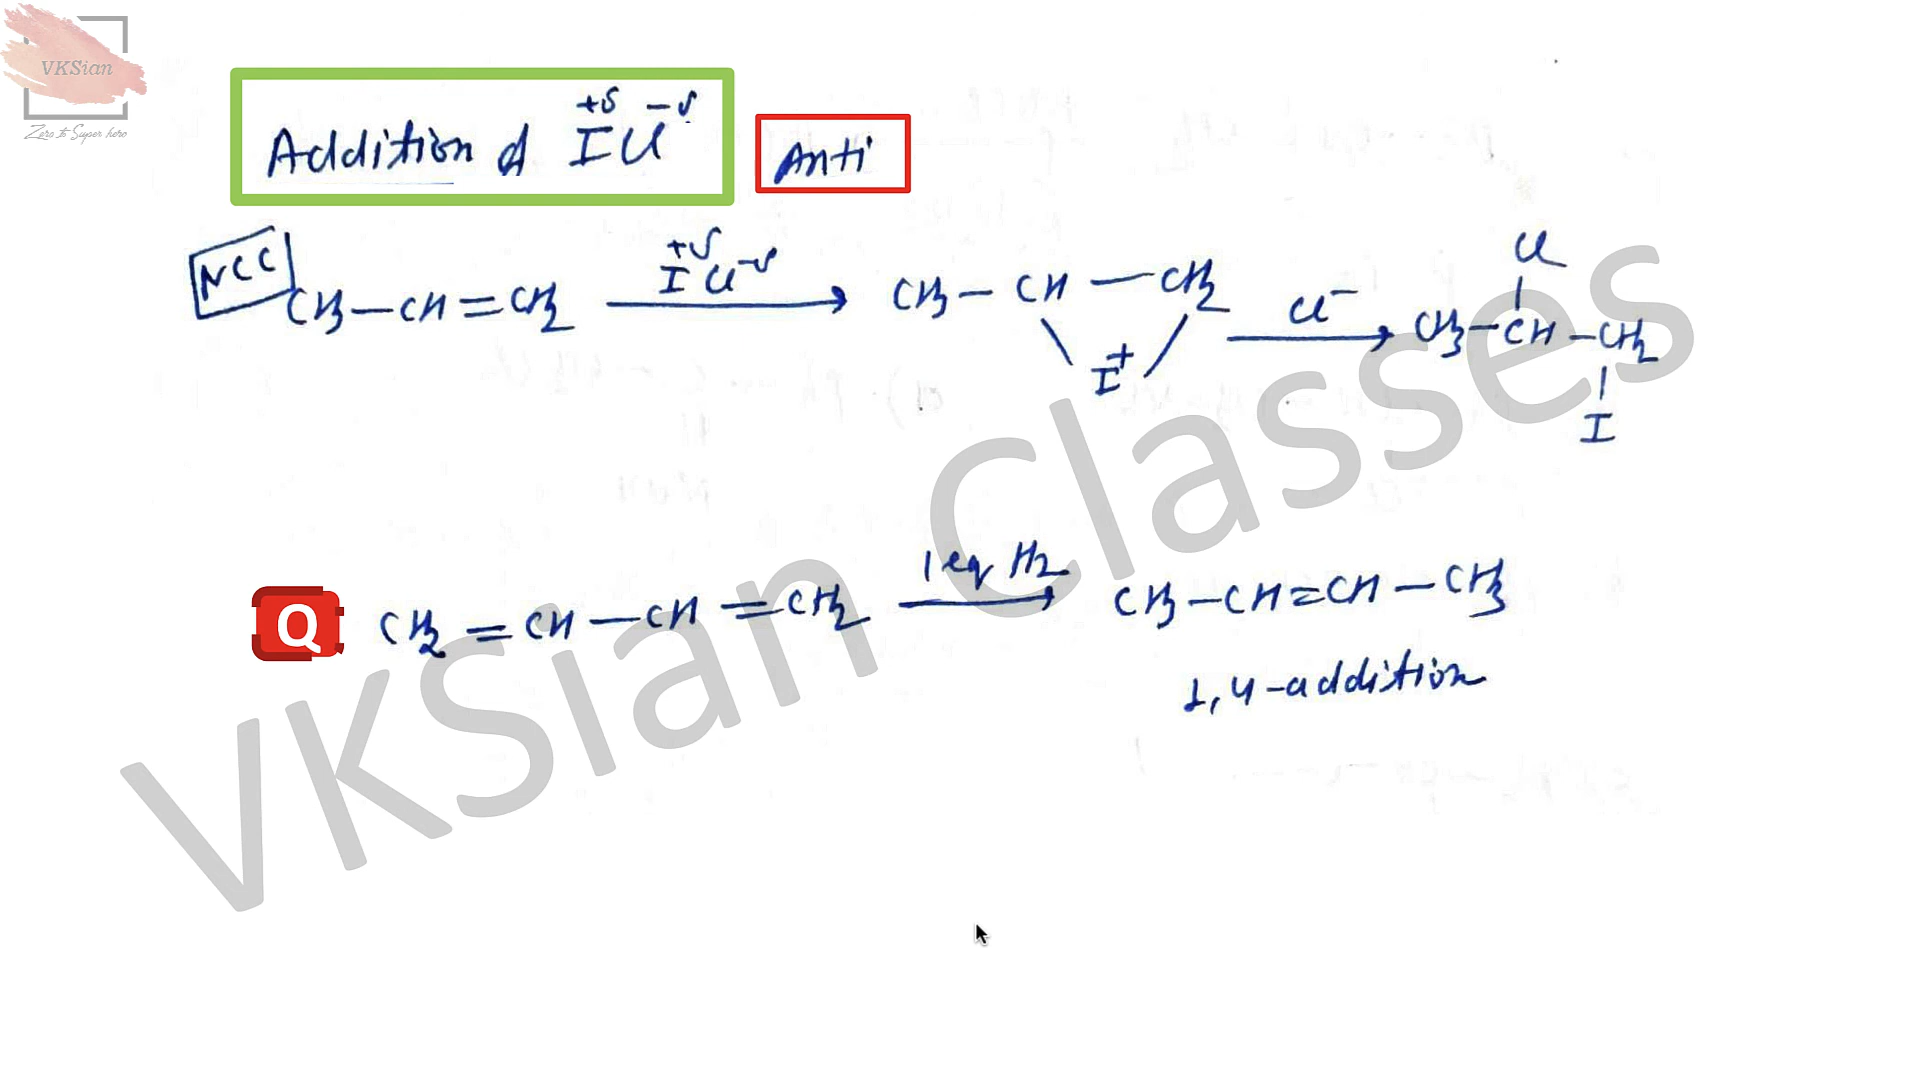 VKSian
Zero to Super hero
Addition of I^+δ Cl^-δ
Anti
NCC
CH3—CH=CH2 I^+δ Cl^-δ CH3—CH—CH2 Cl⁻ CH3—CH—CH2
I⁺
Cl
I
Q CH2=CH—CH=CH2 1eq H2 CH3—CH=CH—CH3
1,4-addition
VKSian Classes